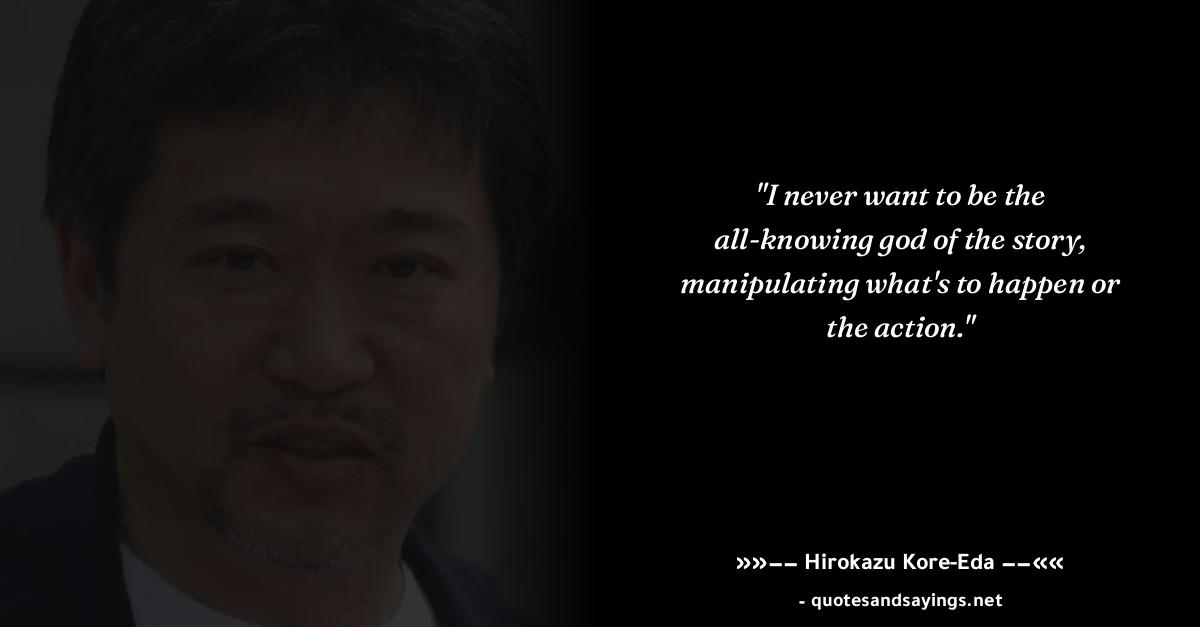 "I never want to be the
all-knowing god of the story,
manipulating what's to happen or
the action."
»»−− Hirokazu Kore-Eda −−««
- quotesandsayings.net